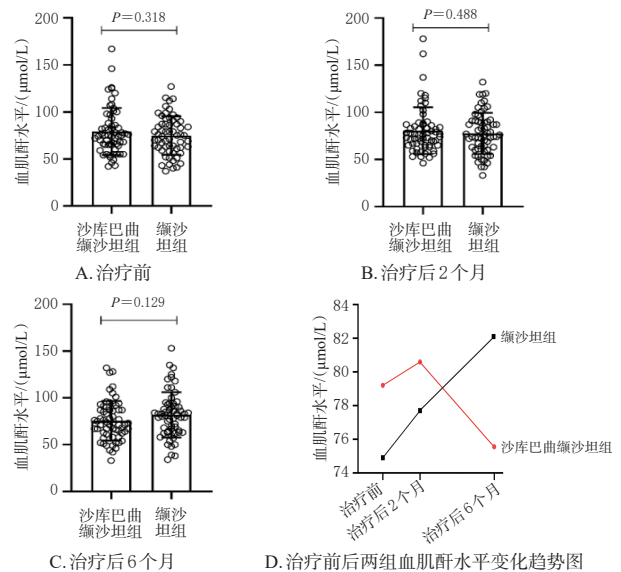 P=0.318
血肌酐水平/(μmol/L)
200
150
100
50
0
沙库巴曲
缬沙坦组
缬沙
坦组
A.治疗前
P=0.488
血肌酐水平/(μmol/L)
200
150
100
50
0
沙库巴曲
缬沙坦组
缬沙
坦组
B.治疗后2个月
P=0.129
血肌酐水平/(μmol/L)
200
150
100
50
0
沙库巴曲
缬沙坦组
缬沙
坦组
C.治疗后6个月
血肌酐水平/(μmol/L)
84
82
80
78
76
74
缬沙坦组
沙库巴曲缬沙坦组
治疗前
治疗后2个月
治疗后6个月
D.治疗前后两组血肌酐水平变化趋势图